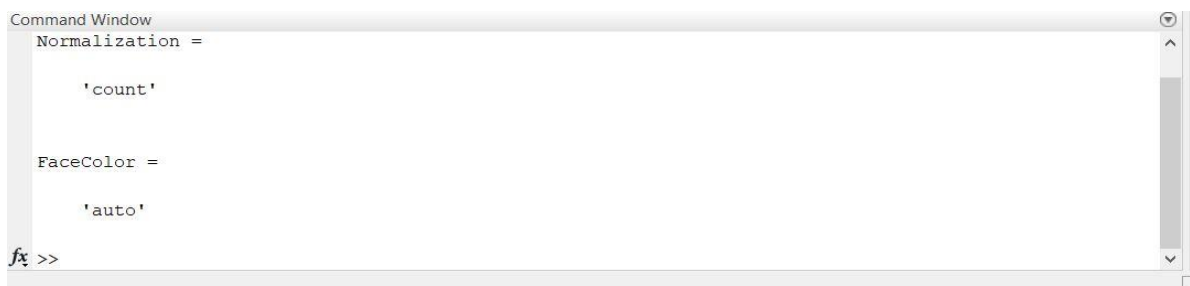 Command Window
Normalization =
'count'
FaceColor =
'auto'
fx >>